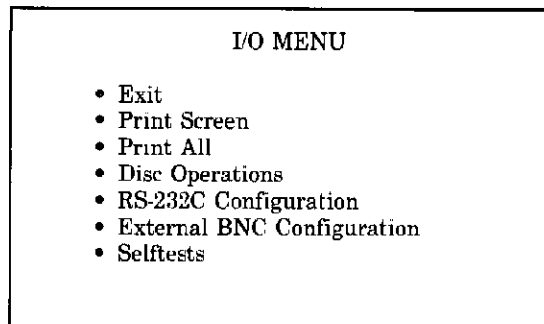 I/O MENU
• Exit
• Print Screen
• Print All
• Disc Operations
• RS-232C Configuration
• External BNC Configuration
• Selftests